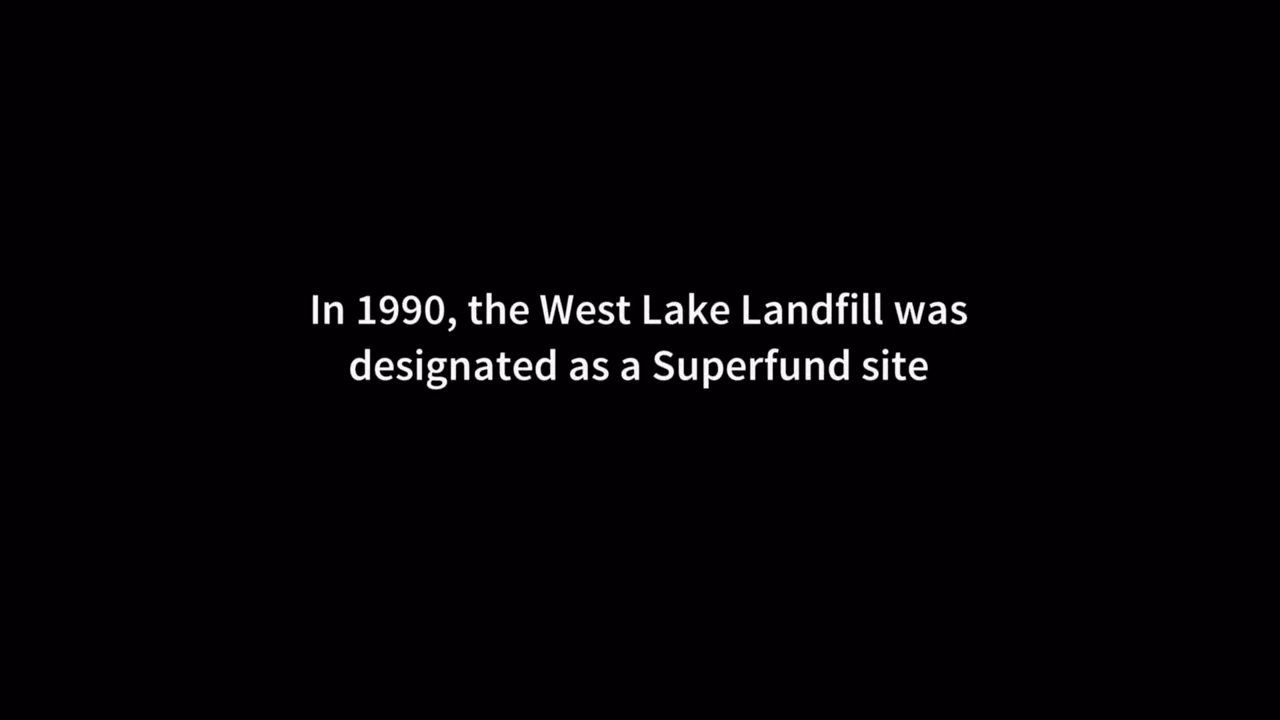 In 1990, the West Lake Landfill was
designated as a Superfund site